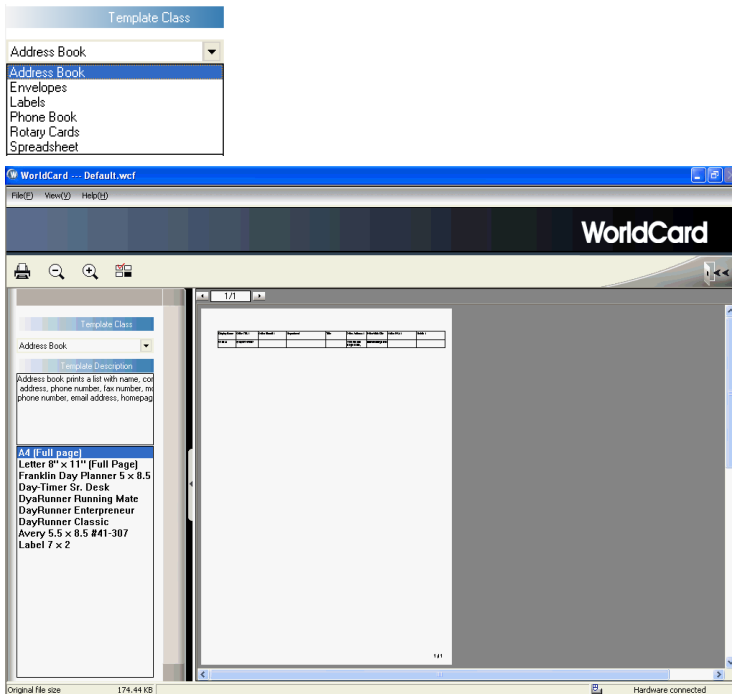 Template Class
Address Book
Address Book
Envelopes
Labels
Phone Book
Rotary Cards
Spreadsheet
WorldCard --- Default.wcf
File(F) View(V) Help(H)
WorldCard
1/1
Template Class
Address Book
Template Description
Address book prints a list with name, con
address, phone number, fax number, mo
phone number, email address, homepag
A4 (Full page)
Letter 8" x 11" (Full Page)
Franklin Day Planner 5 x 8.5
Day-Timer Sr. Desk
DyaRunner Running Mate
DayRunner Enterpreneur
DayRunner Classic
Avery 5.5 x 8.5 #41-307
Label 7 x 2
1/1
Original file size 174.44 KB Hardware connected